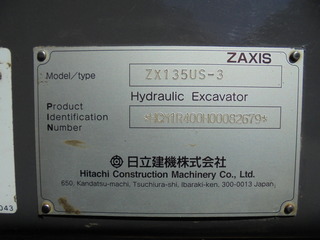 ZAXIS
Model/type ZX135US-3
Hydraulic Excavator
Product
Identification
Number
日立建機株式会社
Hitachi Construction Machinery Co., Ltd.
650, Kandatsu-machi, Tsuchiura-shi, Ibaraki-ken, 300-0013 Japan